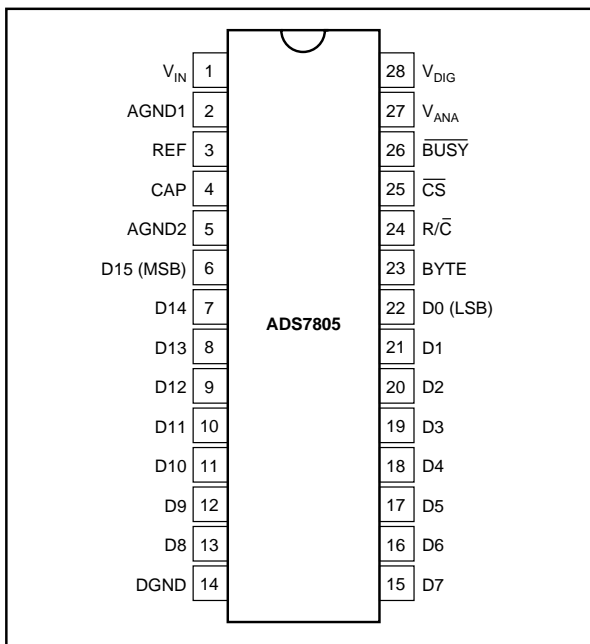 V_IN 1 28 V_DIG
AGND1 2 27 V_ANA
REF 3 26 B̅U̅S̅Y̅
CAP 4 25 C̅S̅
AGND2 5 24 R/C̅
D15 (MSB) 6 23 BYTE
D14 7 22 D0 (LSB)
ADS7805
D13 8 21 D1
D12 9 20 D2
D11 10 19 D3
D10 11 18 D4
D9 12 17 D5
D8 13 16 D6
DGND 14 15 D7